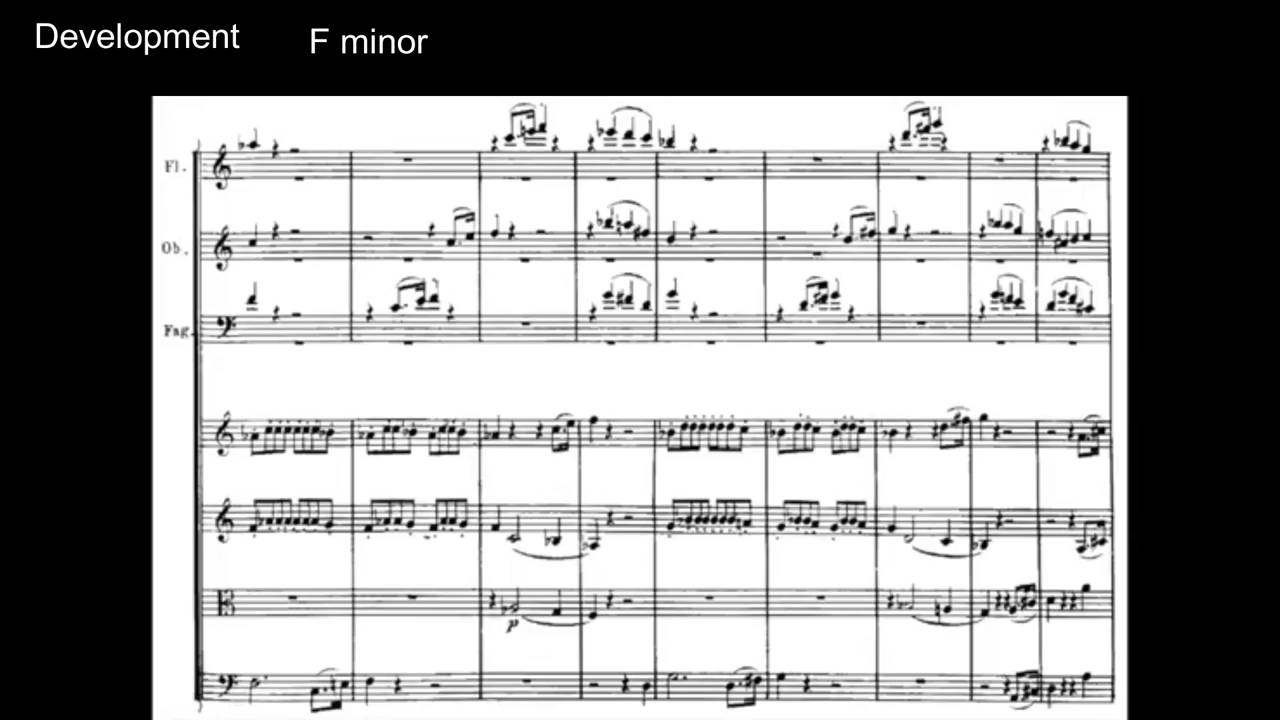 Development
F minor
Fl.
Ob.
Fag.
p